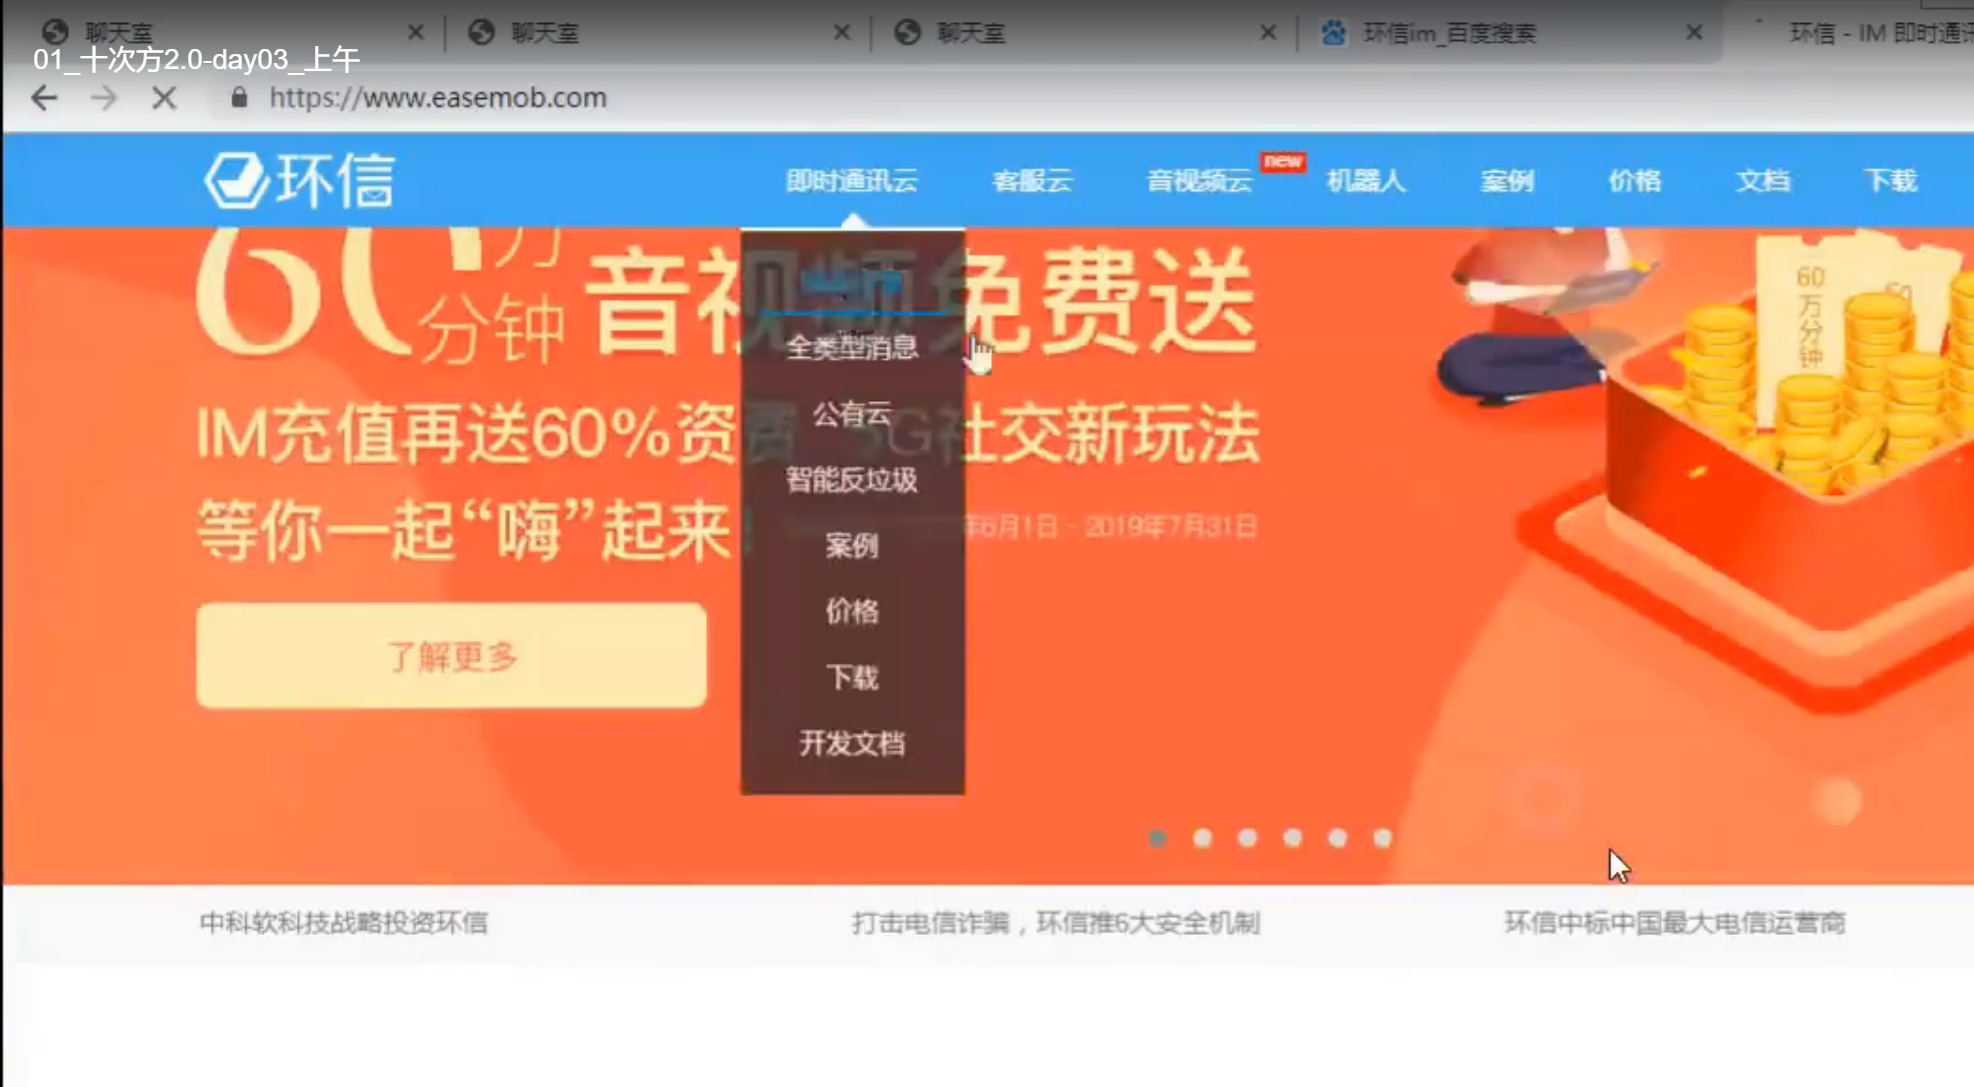 聊天室
聊天室
聊天室
环信im_百度搜索
环信 - IM 即时通讯
01_十次方2.0-day03_上午
https://www.easemob.com
环信
即时通讯云
客服云
音视频云
new
机器人
案例
价格
文档
下载
60万分钟
音视频免费送
IM充值再送60%资费 5G社交新玩法
等你一起“嗨”起来!
年6月1日 - 2019年7月31日
了解更多
全类型消息
公有云
智能反垃圾
案例
价格
下载
开发文档
60万分钟
中科软科技战略投资环信
打击电信诈骗，环信推6大安全机制
环信中标中国最大电信运营商